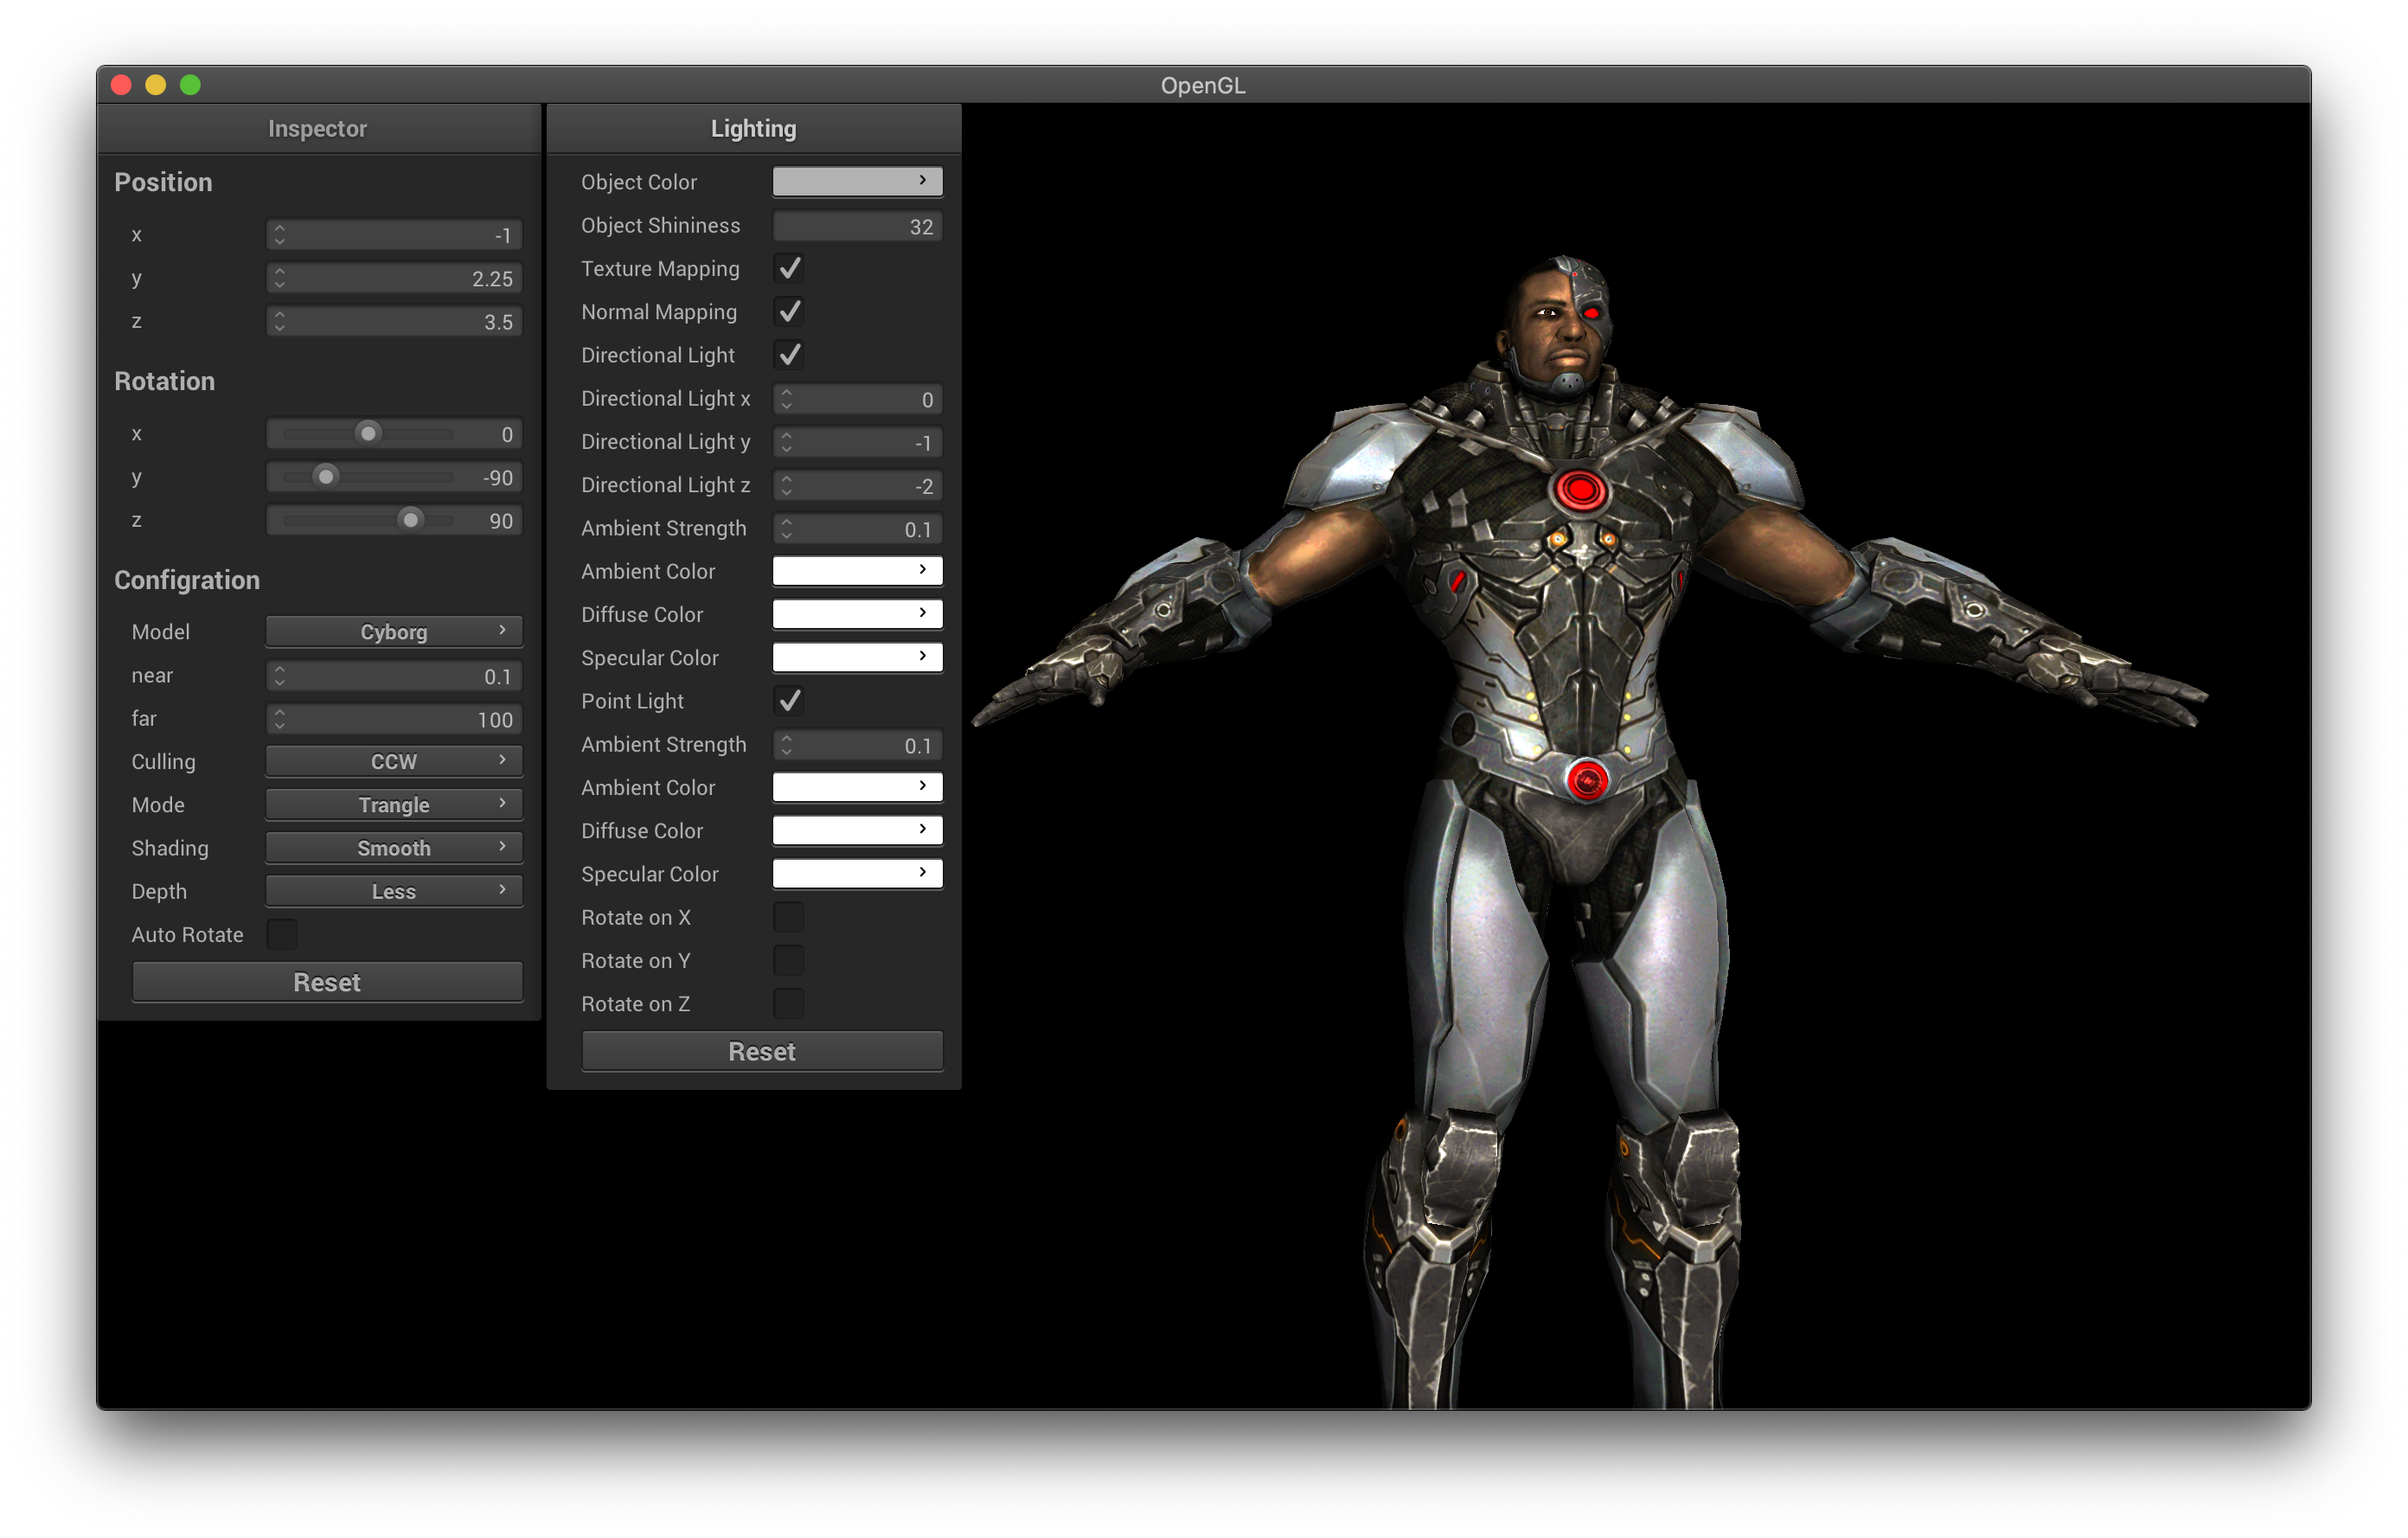 OpenGL
Inspector
Position
x -1
y 2.25
z 3.5
Rotation
x 0
y -90
z 90
Configration
Model Cyborg
near 0.1
far 100
Culling CCW
Mode Trangle
Shading Smooth
Depth Less
Auto Rotate
Reset
Lighting
Object Color
Object Shininess 32
Texture Mapping
Normal Mapping
Directional Light
Directional Light x 0
Directional Light y -1
Directional Light z -2
Ambient Strength 0.1
Ambient Color
Diffuse Color
Specular Color
Point Light
Ambient Strength 0.1
Ambient Color
Diffuse Color
Specular Color
Rotate on X
Rotate on Y
Rotate on Z
Reset